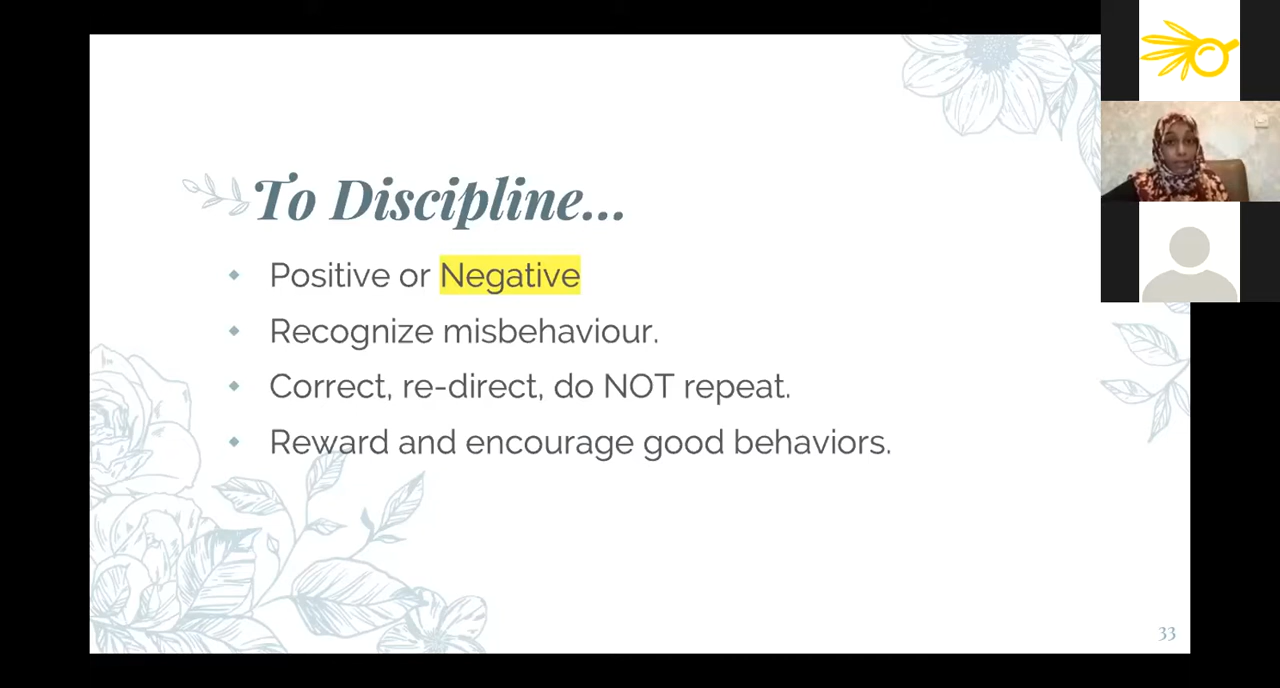 To Discipline...
Positive or Negative
Recognize misbehaviour.
Correct, re-direct, do NOT repeat.
Reward and encourage good behaviors.
33